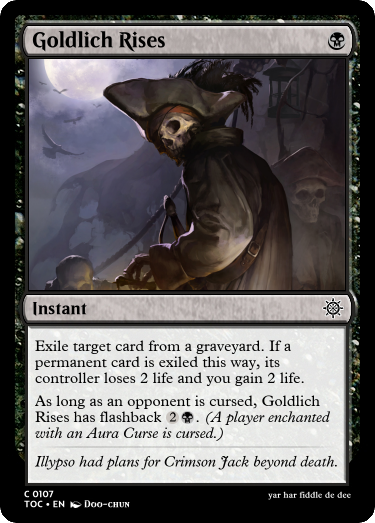 Goldlich Rises
Instant
Exile target card from a graveyard. If a
permanent card is exiled this way, its
controller loses 2 life and you gain 2 life.
As long as an opponent is cursed, Goldlich
Rises has flashback 2. (A player enchanted
with an Aura Curse is cursed.)
Illypso had plans for Crimson Jack beyond death.
C 0107
TOC • EN Doo-chun
yar har fiddle de dee